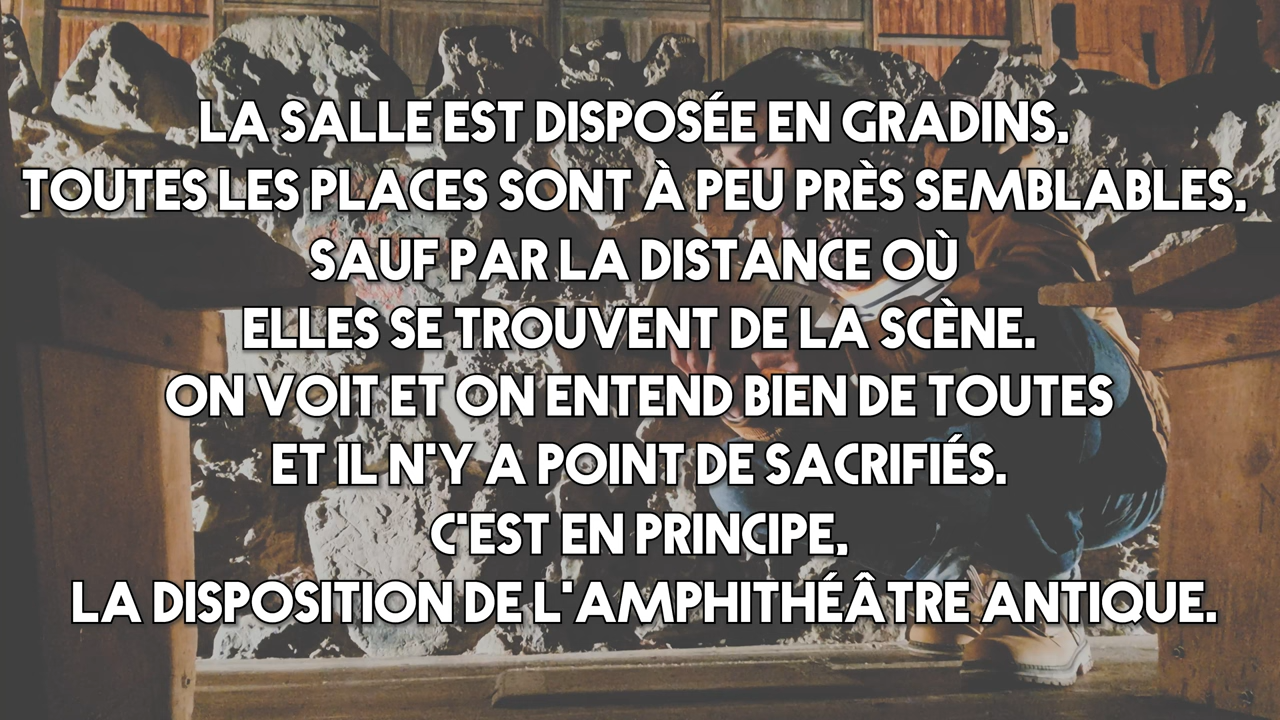 LA SALLE EST DISPOSÉE EN GRADINS,
TOUTES LES PLACES SONT À PEU PRÈS SEMBLABLES,
SAUF PAR LA DISTANCE OÙ
ELLES SE TROUVENT DE LA SCÈNE.
ON VOIT ET ON ENTEND BIEN DE TOUTES
ET IL N'Y A POINT DE SACRIFIÉS.
C'EST EN PRINCIPE,
LA DISPOSITION DE L'AMPHITHÉÂTRE ANTIQUE.